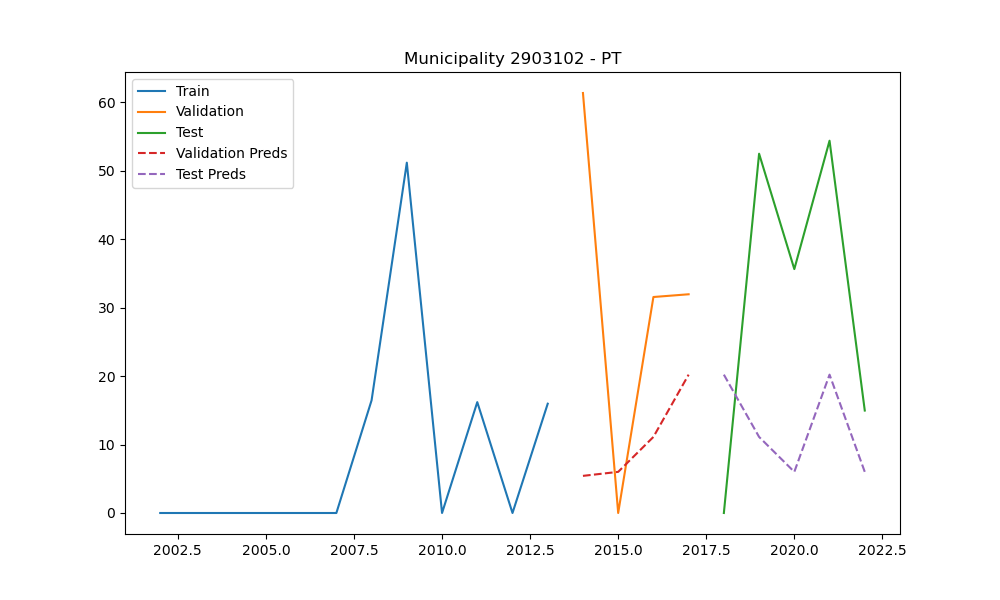 Municipality 2903102 - PT
Train
Validation
Test
Validation Preds
Test Preds
60
50
40
30
20
10
0
2002.5 2005.0 2007.5 2010.0 2012.5 2015.0 2017.5 2020.0 2022.5